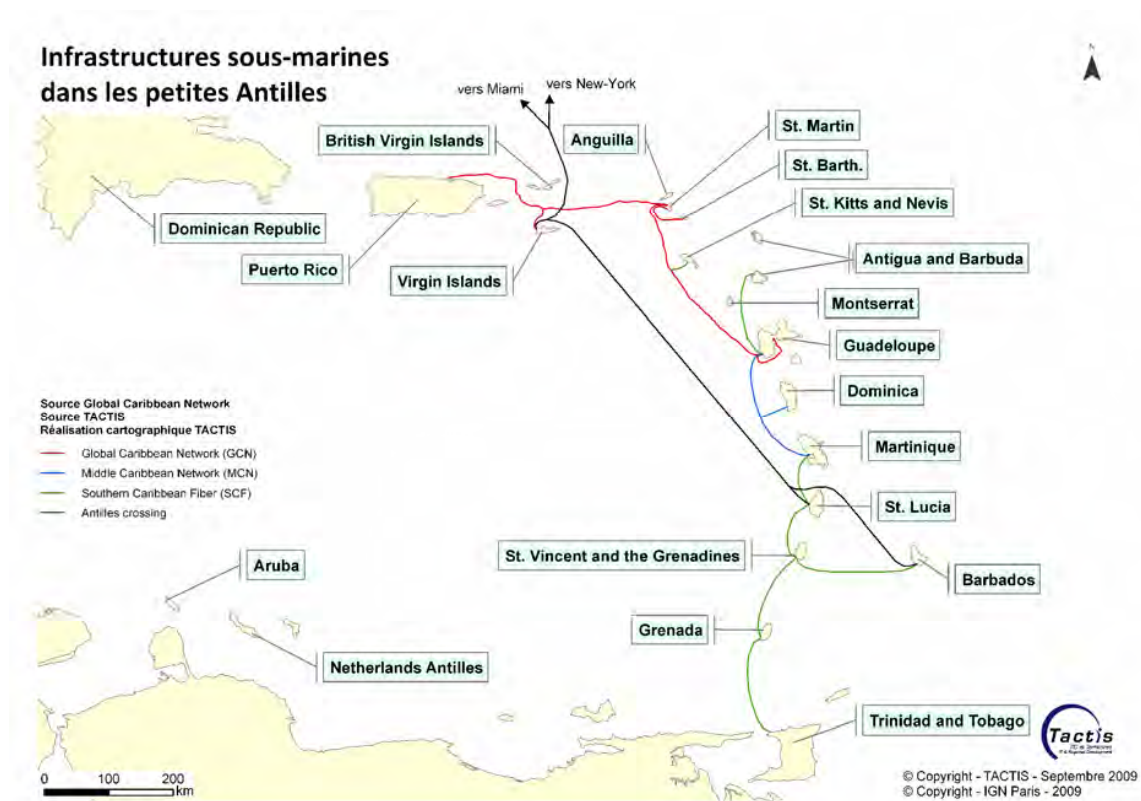 Infrastructures sous-marines
dans les petites Antilles
N
vers Miami
vers New-York
British Virgin Islands
Anguilla
St. Martin
St. Barth.
St. Kitts and Nevis
Dominican Republic
Puerto Rico
Virgin Islands
Antigua and Barbuda
Montserrat
Guadeloupe
Dominica
Martinique
St. Lucia
Source Global Caribbean Network
Source TACTIS
Réalisation cartographique TACTIS
Global Caribbean Network (GCN)
Middle Caribbean Network (MCN)
Southern Caribbean Fiber (SCF)
Antilles crossing
St. Vincent and the Grenadines
Barbados
Aruba
Grenada
Netherlands Antilles
Trinidad and Tobago
Tactis
0 100 200
km
© Copyright - TACTIS - Septembre 2009
© Copyright - IGN Paris - 2009